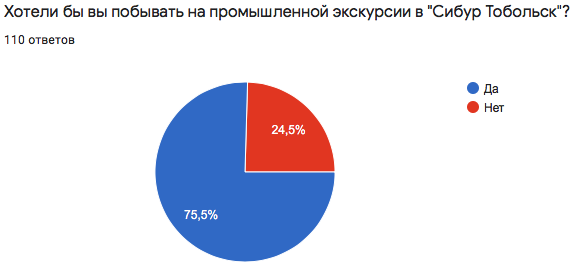 Хотели бы вы побывать на промышленной экскурсии в "Сибур Тобольск"?
110 ответов
Да
Нет
24,5%
75,5%